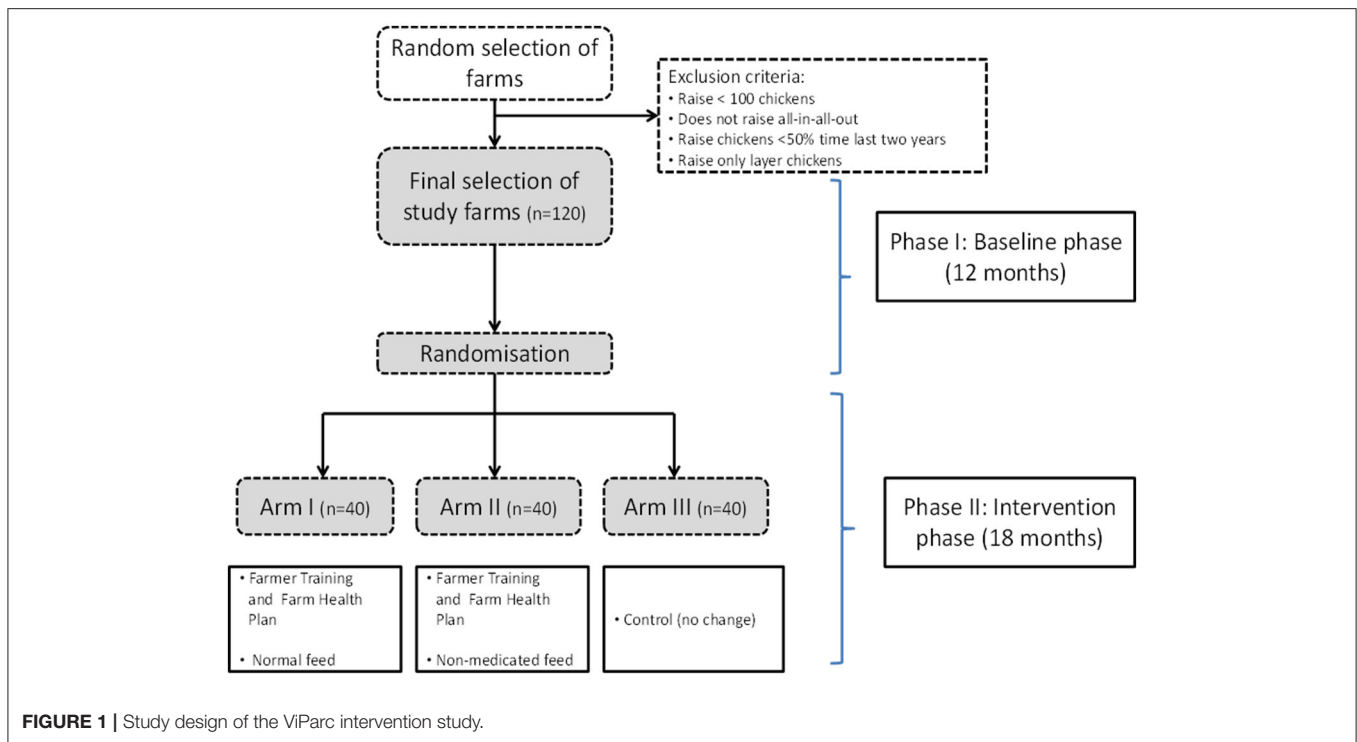 Random selection of
farms
Exclusion criteria:
• Raise < 100 chickens
• Does not raise all-in-all-out
• Raise chickens <50% time last two years
• Raise only layer chickens
Final selection of
study farms (n=120)
Phase I: Baseline phase
(12 months)
Randomisation
Arm I (n=40)
Arm II (n=40)
Arm III (n=40)
Phase II: Intervention
phase (18 months)
• Farmer Training
and Farm Health
Plan
• Normal feed
• Farmer Training
and Farm Health
Plan
• Non-medicated feed
• Control (no change)
FIGURE 1 | Study design of the ViParc intervention study.